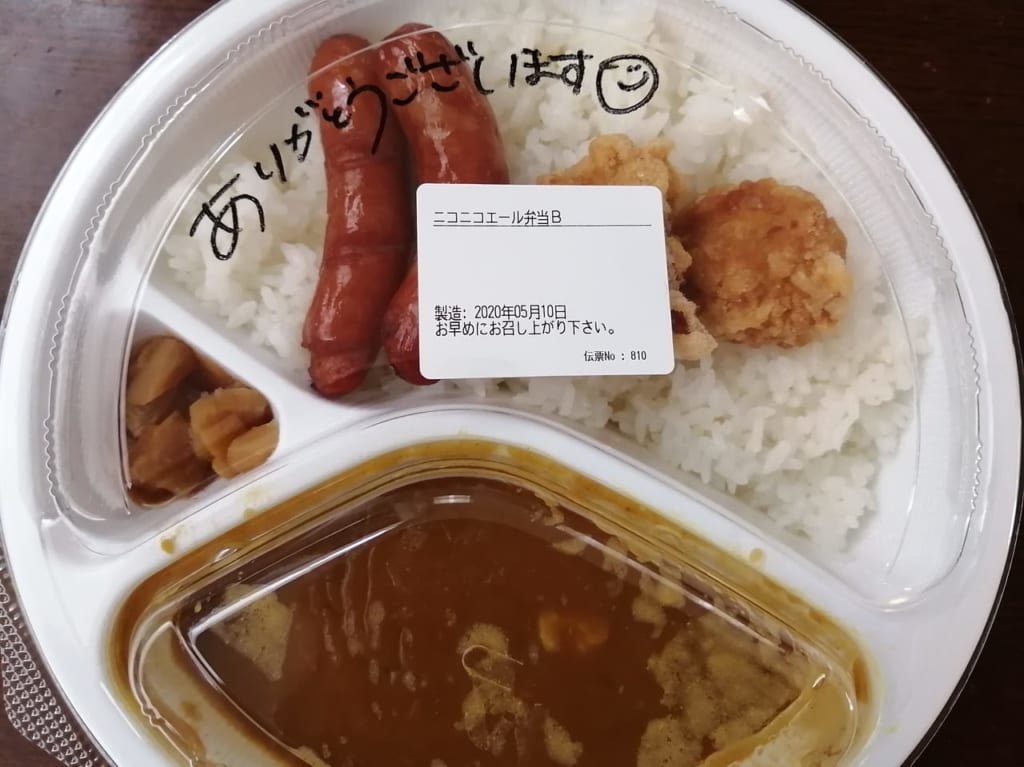 ありがとうございます
ニコニコエール弁当B
製造: 2020年05月10日
お早めにお召し上がり下さい。
伝票No : 810